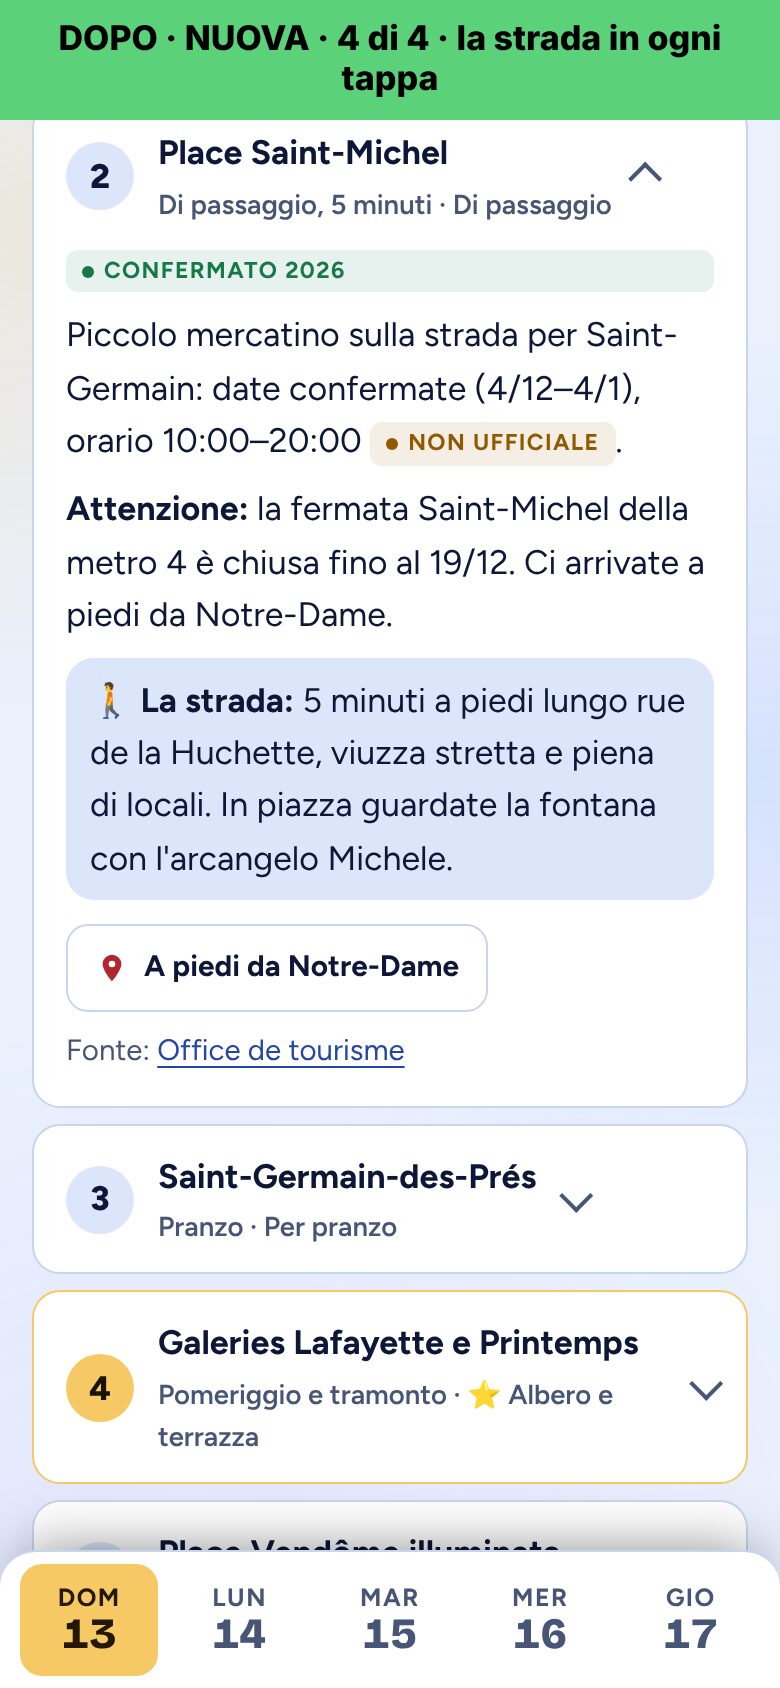 DOPO · NUOVA · 4 di 4 · la strada in ogni
tappa
2
Place Saint-Michel
Di passaggio, 5 minuti · Di passaggio
CONFERMATO 2026
Piccolo mercatino sulla strada per Saint-
Germain: date confermate (4/12–4/1),
orario 10:00–20:00 NON UFFICIALE.
Attenzione: la fermata Saint-Michel della
metro 4 è chiusa fino al 19/12. Ci arrivate a
piedi da Notre-Dame.
La strada: 5 minuti a piedi lungo rue
de la Huchette, viuzza stretta e piena
di locali. In piazza guardate la fontana
con l'arcangelo Michele.
A piedi da Notre-Dame
Fonte: Office de tourisme
3
Saint-Germain-des-Prés
Pranzo · Per pranzo
4
Galeries Lafayette e Printemps
Pomeriggio e tramonto · ⭐ Albero e
terrazza
Place Vendôme illuminata
DOM LUN MAR MER GIO
13 14 15 16 17